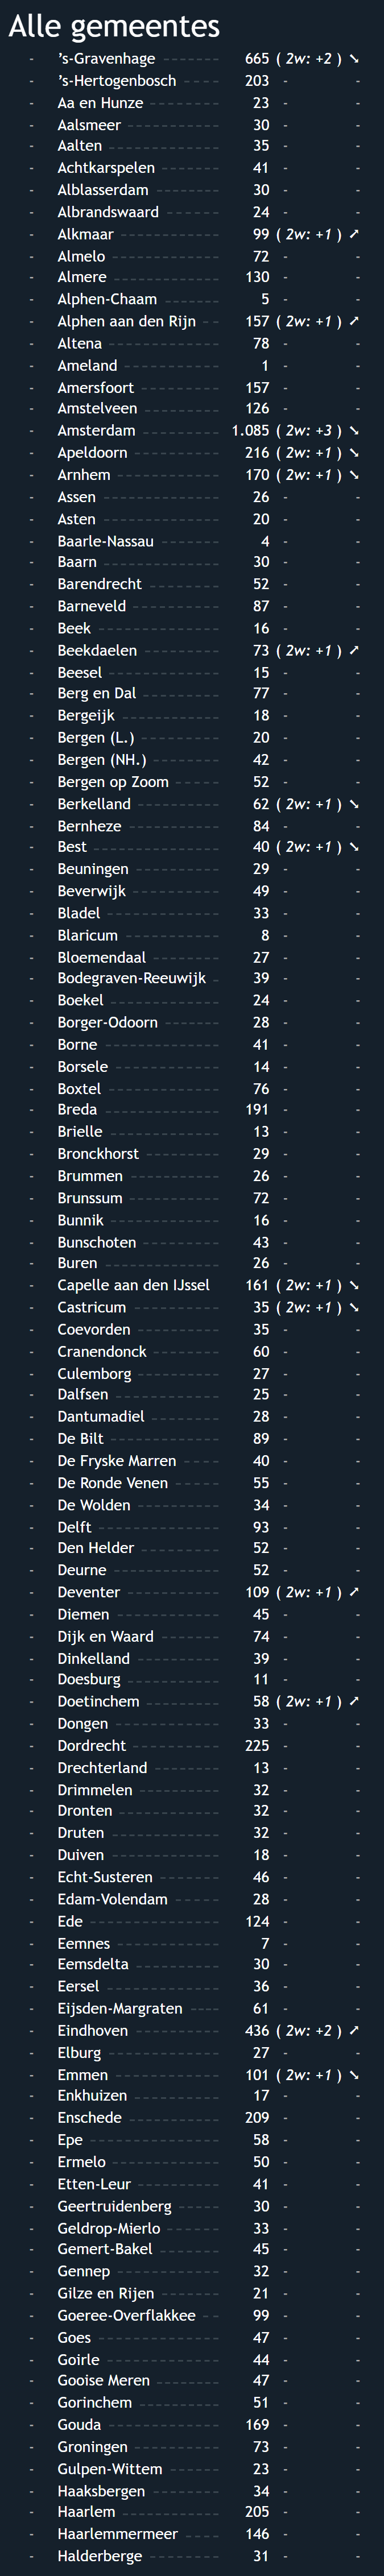 Alle gemeentes
- ’s-Gravenhage 665 ( 2w: +2 ) ➘
- ’s-Hertogenbosch 203 - -
- Aa en Hunze 23 - -
- Aalsmeer 30 - -
- Aalten 35 - -
- Achtkarspelen 41 - -
- Alblasserdam 30 - -
- Albrandswaard 24 - -
- Alkmaar 99 ( 2w: +1 ) ➚
- Almelo 72 - -
- Almere 130 - -
- Alphen-Chaam 5 - -
- Alphen aan den Rijn 157 ( 2w: +1 ) ➚
- Altena 78 - -
- Ameland 1 - -
- Amersfoort 157 - -
- Amstelveen 126 - -
- Amsterdam 1.085 ( 2w: +3 ) ➘
- Apeldoorn 216 ( 2w: +1 ) ➘
- Arnhem 170 ( 2w: +1 ) ➘
- Assen 26 - -
- Asten 20 - -
- Baarle-Nassau 4 - -
- Baarn 30 - -
- Barendrecht 52 - -
- Barneveld 87 - -
- Beek 16 - -
- Beekdaelen 73 ( 2w: +1 ) ➚
- Beesel 15 - -
- Berg en Dal 77 - -
- Bergeijk 18 - -
- Bergen (L.) 20 - -
- Bergen (NH.) 42 - -
- Bergen op Zoom 52 - -
- Berkelland 62 ( 2w: +1 ) ➘
- Bernheze 84 - -
- Best 40 ( 2w: +1 ) ➘
- Beuningen 29 - -
- Beverwijk 49 - -
- Bladel 33 - -
- Blaricum 8 - -
- Bloemendaal 27 - -
- Bodegraven-Reeuwijk 39 - -
- Boekel 24 - -
- Borger-Odoorn 28 - -
- Borne 41 - -
- Borsele 14 - -
- Boxtel 76 - -
- Breda 191 - -
- Brielle 13 - -
- Bronckhorst 29 - -
- Brummen 26 - -
- Brunssum 72 - -
- Bunnik 16 - -
- Bunschoten 43 - -
- Buren 26 - -
- Capelle aan den IJssel 161 ( 2w: +1 ) ➘
- Castricum 35 ( 2w: +1 ) ➘
- Coevorden 35 - -
- Cranendonck 60 - -
- Culemborg 27 - -
- Dalfsen 25 - -
- Dantumadiel 28 - -
- De Bilt 89 - -
- De Fryske Marren 40 - -
- De Ronde Venen 55 - -
- De Wolden 34 - -
- Delft 93 - -
- Den Helder 52 - -
- Deurne 52 - -
- Deventer 109 ( 2w: +1 ) ➚
- Diemen 45 - -
- Dijk en Waard 74 - -
- Dinkelland 39 - -
- Doesburg 11 - -
- Doetinchem 58 ( 2w: +1 ) ➚
- Dongen 33 - -
- Dordrecht 225 - -
- Drechterland 13 - -
- Drimmelen 32 - -
- Dronten 32 - -
- Druten 32 - -
- Duiven 18 - -
- Echt-Susteren 46 - -
- Edam-Volendam 28 - -
- Ede 124 - -
- Eemnes 7 - -
- Eemsdelta 30 - -
- Eersel 36 - -
- Eijsden-Margraten 61 - -
- Eindhoven 436 ( 2w: +2 ) ➚
- Elburg 27 - -
- Emmen 101 ( 2w: +1 ) ➘
- Enkhuizen 17 - -
- Enschede 209 - -
- Epe 58 - -
- Ermelo 50 - -
- Etten-Leur 41 - -
- Geertruidenberg 30 - -
- Geldrop-Mierlo 33 - -
- Gemert-Bakel 45 - -
- Gennep 32 - -
- Gilze en Rijen 21 - -
- Goeree-Overflakkee 99 - -
- Goes 47 - -
- Goirle 44 - -
- Gooise Meren 47 - -
- Gorinchem 51 - -
- Gouda 169 - -
- Groningen 73 - -
- Gulpen-Wittem 23 - -
- Haaksbergen 34 - -
- Haarlem 205 - -
- Haarlemmermeer 146 - -
- Halderberge 31 - -